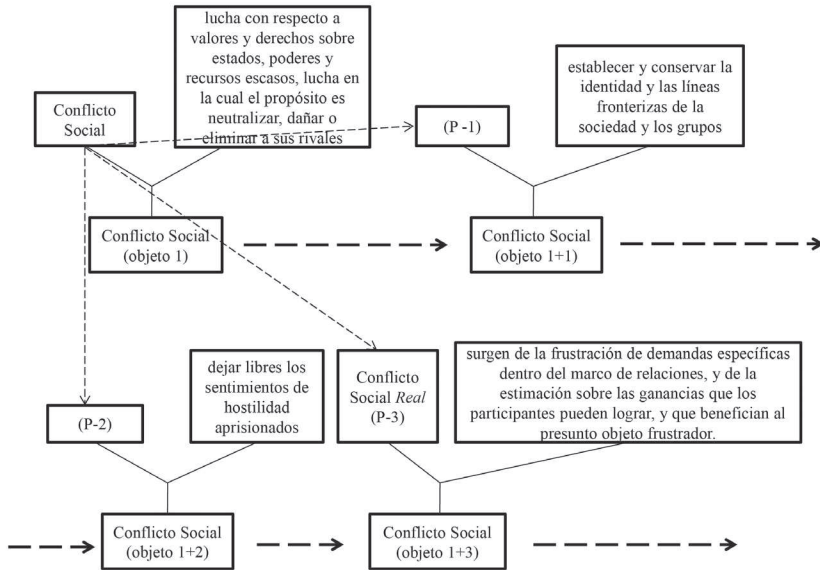 Conflicto
Social
lucha con respecto a
valores y derechos sobre
estados, poderes y
recursos escasos, lucha en
la cual el propósito es
neutralizar, dañar o
eliminar a sus rivales
(P -1)
establecer y conservar la
identidad y las líneas
fronterizas de la
sociedad y los grupos
Conflicto Social
(objeto 1)
Conflicto Social
(objeto 1+1)
(P-2)
dejar libres los
sentimientos de
hostilidad
aprisionados
Conflicto
Social Real
(P-3)
surgen de la frustración de demandas específicas
dentro del marco de relaciones, y de la
estimación sobre las ganancias que los
participantes pueden lograr, y que benefician al
presunto objeto frustrador.
Conflicto Social
(objeto 1+2)
Conflicto Social
(objeto 1+3)